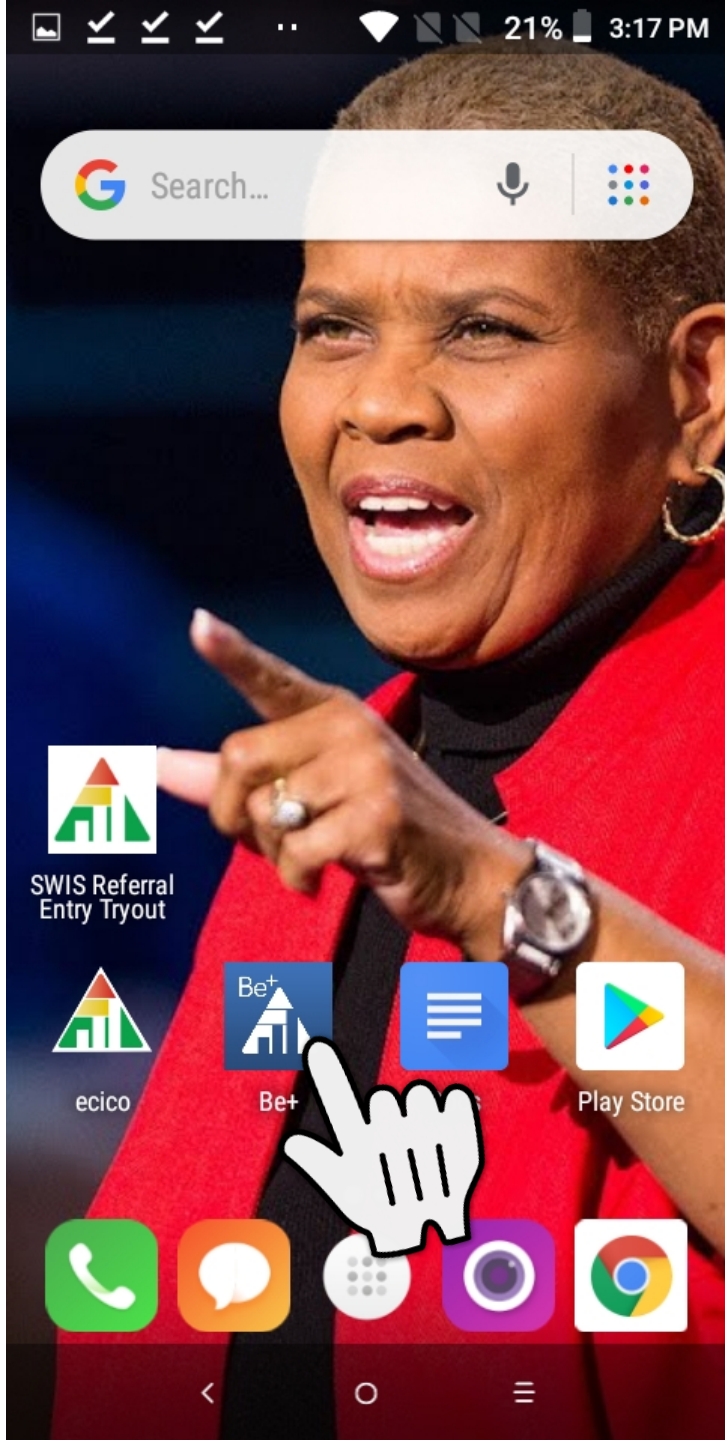 21% 3:17 PM
Search...
SWIS Referral
Entry Tryout
Be+
ecico
Be+
Play Store